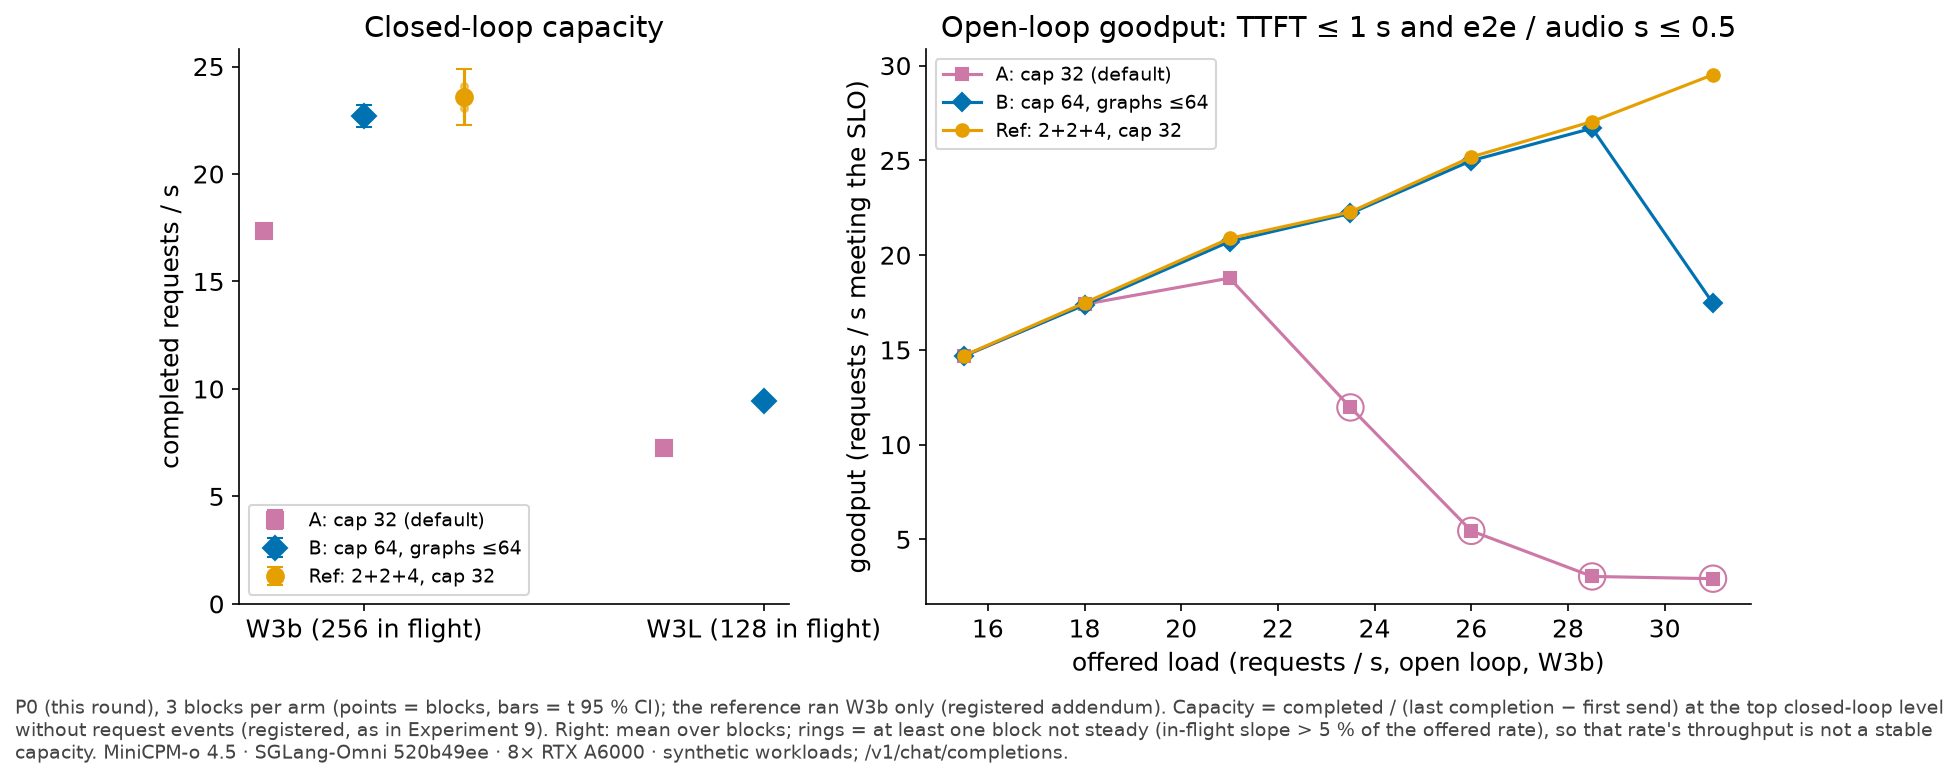 Closed-loop capacity
completed requests / s
25
20
15
10
5
0
A: cap 32 (default)
B: cap 64, graphs ≤64
Ref: 2+2+4, cap 32
W3b (256 in flight)
W3L (128 in flight)
Open-loop goodput: TTFT ≤ 1 s and e2e / audio s ≤ 0.5
goodput (requests / s meeting the SLO)
30
25
20
15
10
5
A: cap 32 (default)
B: cap 64, graphs ≤64
Ref: 2+2+4, cap 32
16 18 20 22 24 26 28 30
offered load (requests / s, open loop, W3b)
P0 (this round), 3 blocks per arm (points = blocks, bars = t 95 % CI); the reference ran W3b only (registered addendum). Capacity = completed / (last completion − first send) at the top closed-loop level
without request events (registered, as in Experiment 9). Right: mean over blocks; rings = at least one block not steady (in-flight slope > 5 % of the offered rate), so that rate's throughput is not a stable
capacity. MiniCPM-o 4.5 · SGLang-Omni 520b49ee · 8× RTX A6000 · synthetic workloads; /v1/chat/completions.